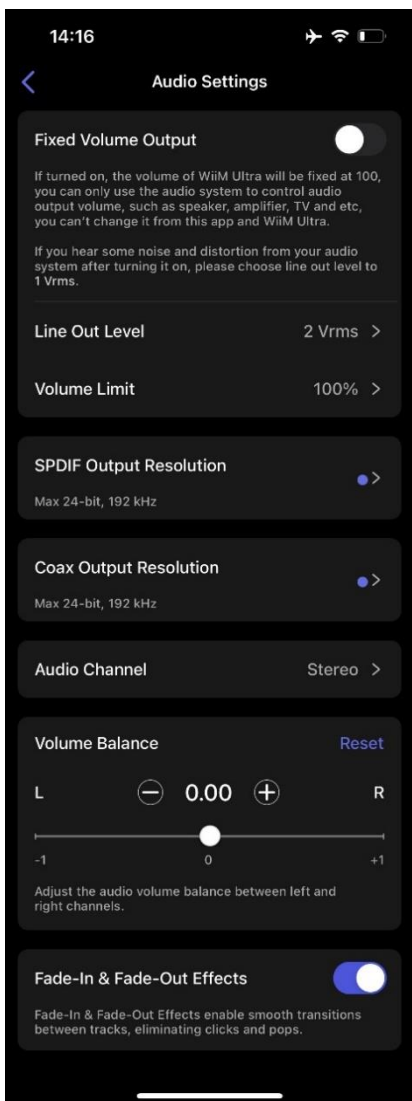 14:16
Audio Settings
Fixed Volume Output
If turned on, the volume of WiiM Ultra will be fixed at 100,
you can only use the audio system to control audio
output volume, such as speaker, amplifier, TV and etc,
you can't change it from this app and WiiM Ultra.
If you hear some noise and distortion from your audio
system after turning it on, please choose line out level to
1 Vrms.
Line Out Level 2 Vrms >
Volume Limit 100% >
SPDIF Output Resolution
Max 24-bit, 192 kHz
Coax Output Resolution
Max 24-bit, 192 kHz
Audio Channel Stereo >
Volume Balance Reset
L − 0.00 + R
-1 0 +1
Adjust the audio volume balance between left and
right channels.
Fade-In & Fade-Out Effects
Fade-In & Fade-Out Effects enable smooth transitions
between tracks, eliminating clicks and pops.